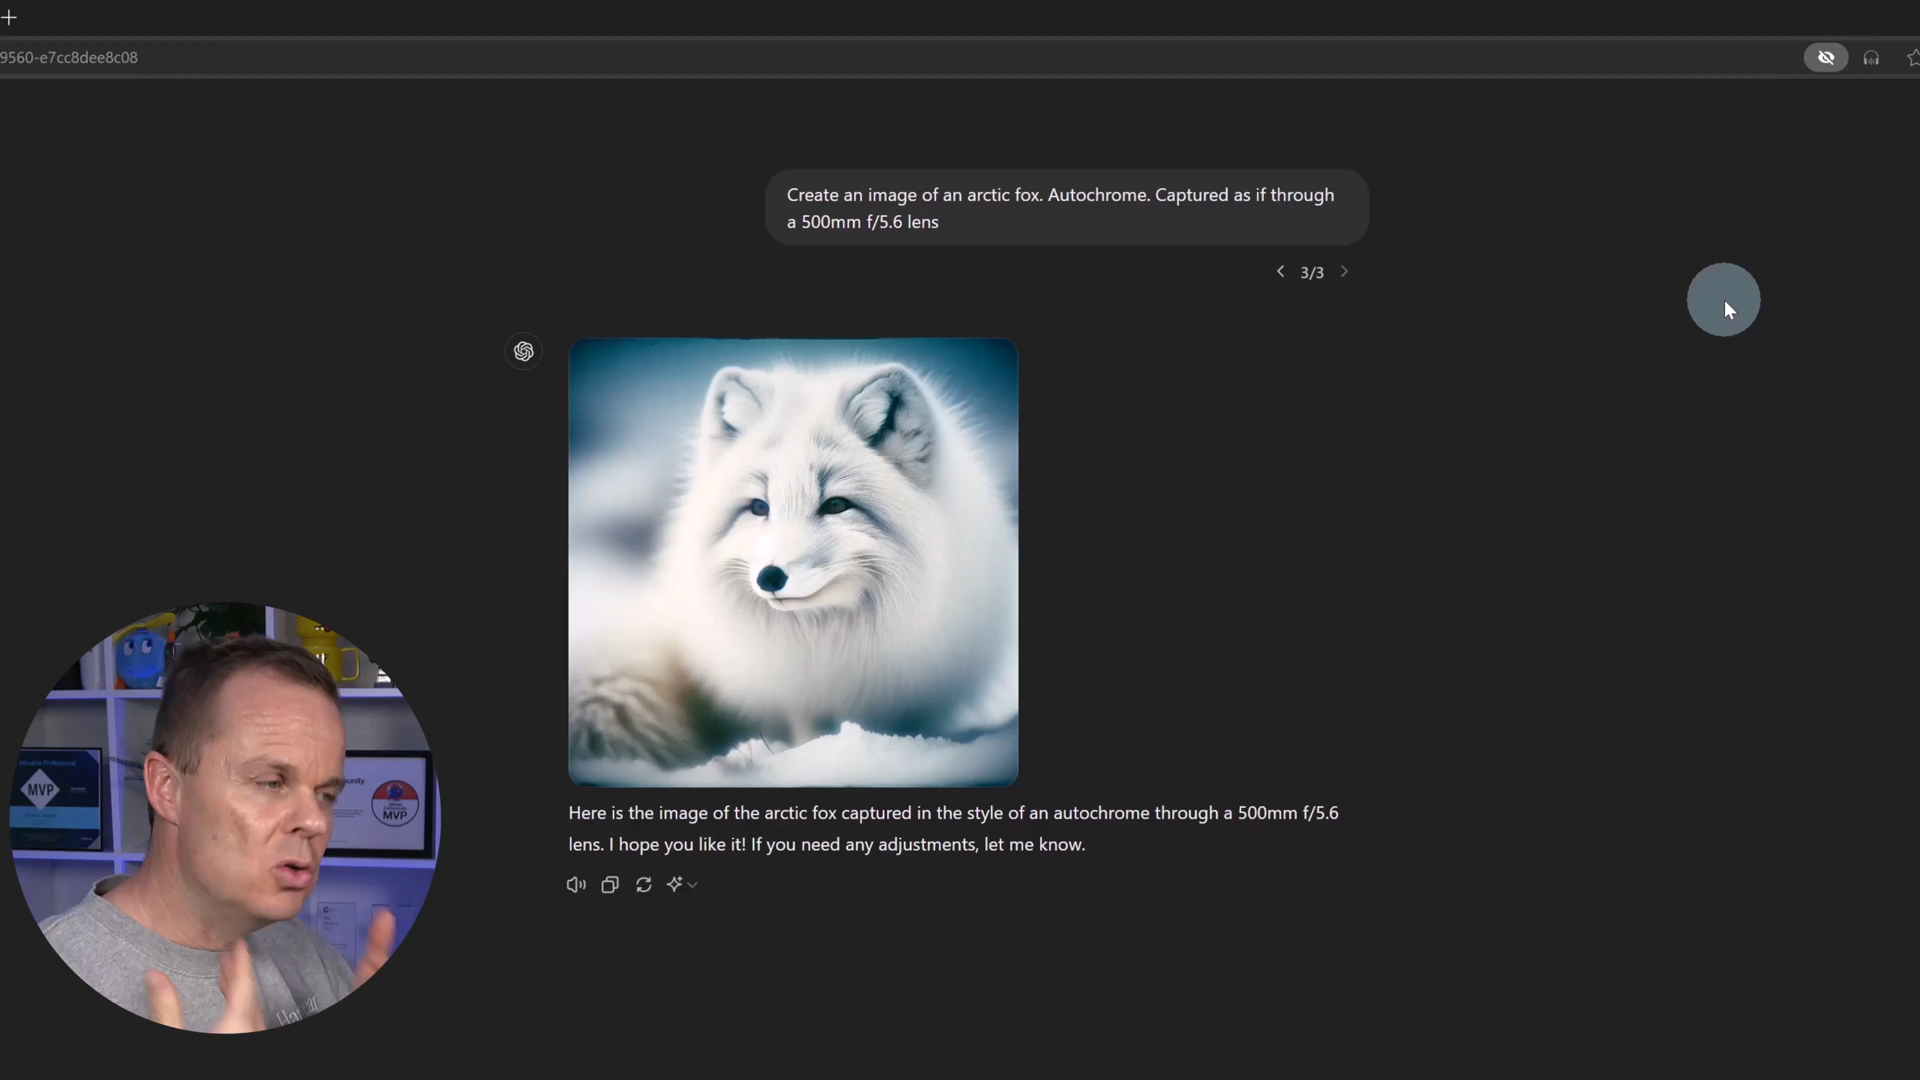 9560-e7cc8dee8c08
Create an image of an arctic fox. Autochrome. Captured as if through
a 500mm f/5.6 lens
3/3
Here is the image of the arctic fox captured in the style of an autochrome through a 500mm f/5.6
lens. I hope you like it! If you need any adjustments, let me know.
Valuable Professional
MVP
MVP